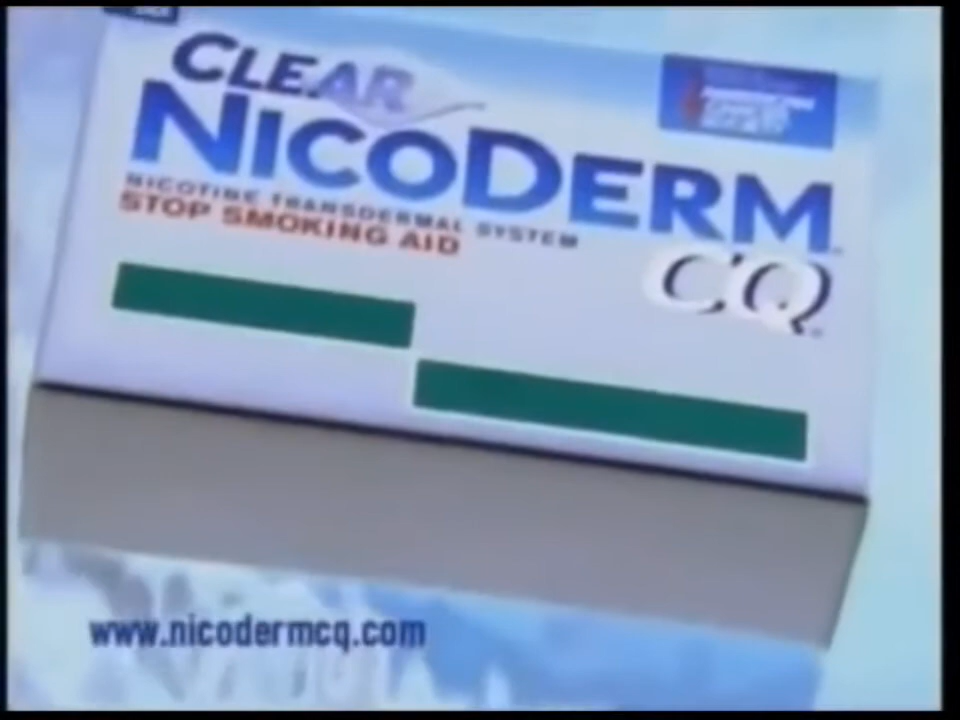 CLEAR
NICODERM
NICOTINE TRANSDERMAL SYSTEM
STOP SMOKING AID
CQ
www.nicodermcq.com